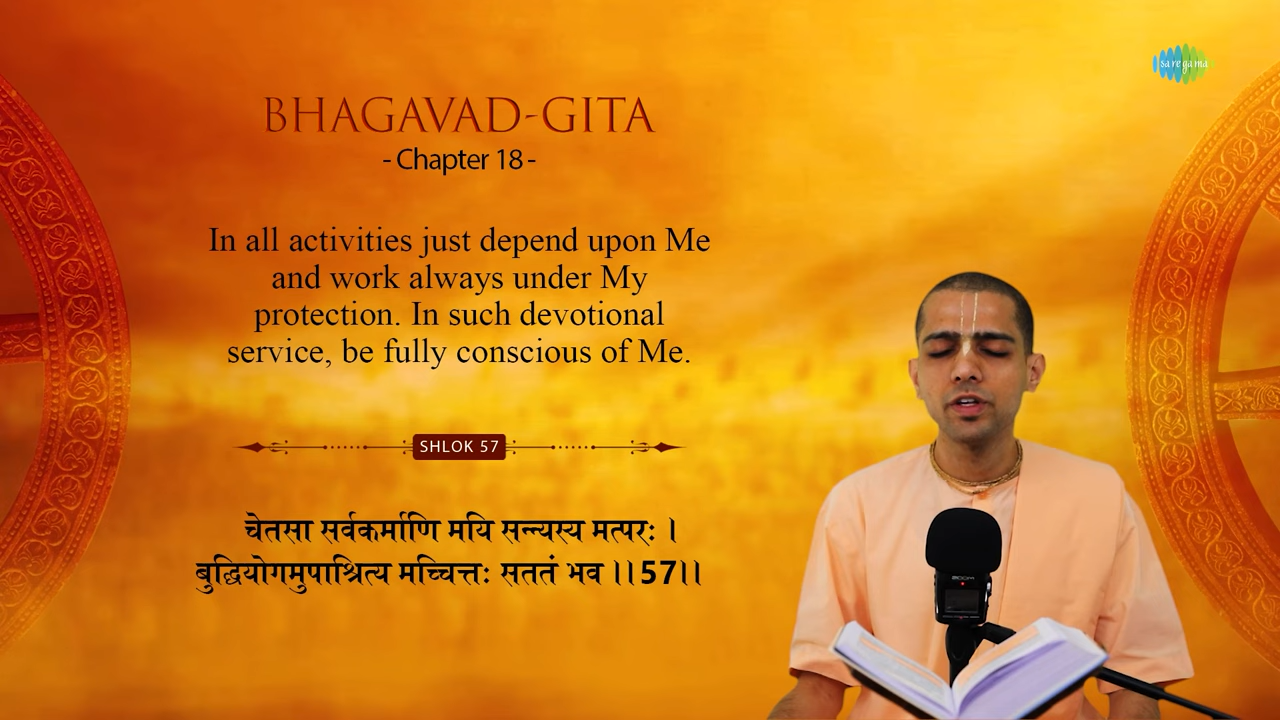 saregama
BHAGAVAD-GITA
- Chapter 18 -
In all activities just depend upon Me
and work always under My
protection. In such devotional
service, be fully conscious of Me.
SHLOK 57
चेतसा सर्वकर्माणि मयि सन्न्यस्य मत्परः ।
बुद्धियोगमुपाश्रित्य मच्चित्तः सततं भव ।।57।।
ZOOM